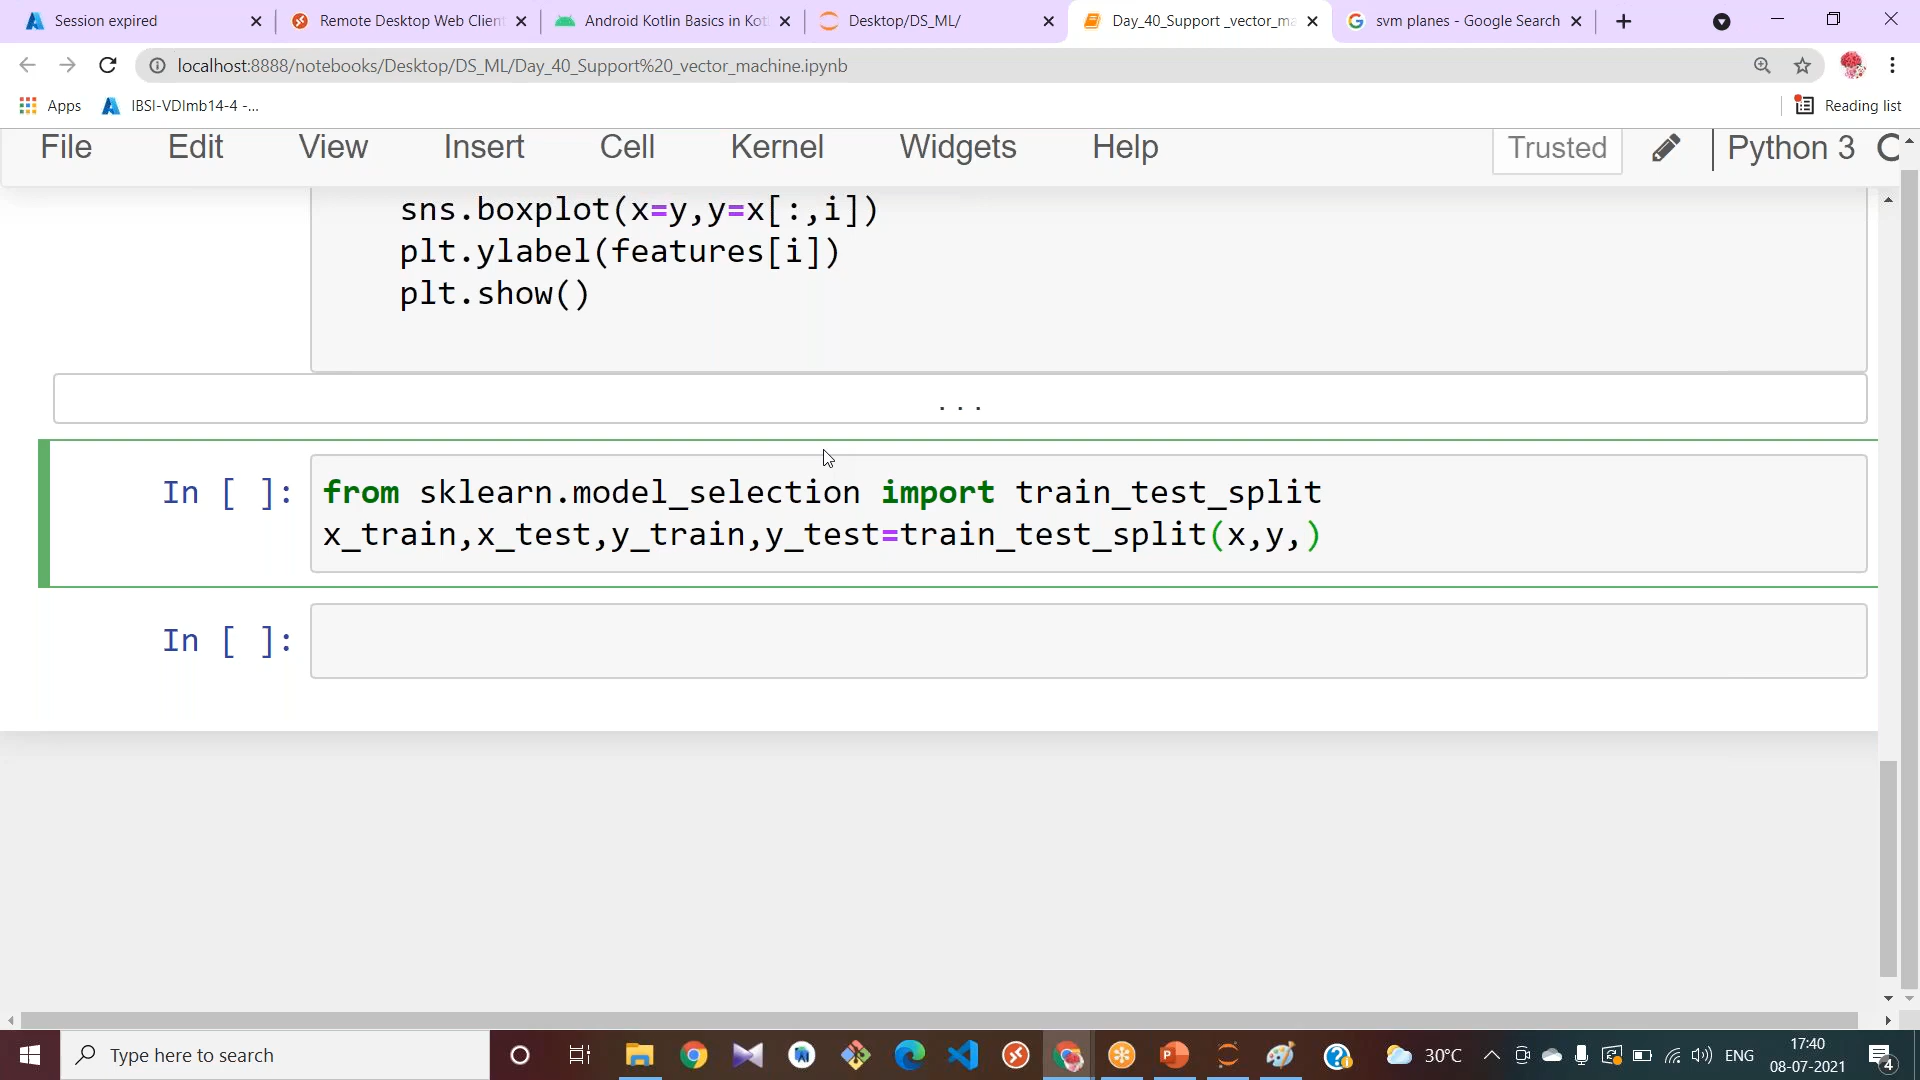 Session expired
Remote Desktop Web Client
Android Kotlin Basics in Kot
Desktop/DS_ML/
Day_40_Support _vector_ma
svm planes - Google Search
localhost:8888/notebooks/Desktop/DS_ML/Day_40_Support%20_vector_machine.ipynb
Apps
IBSI-VDImb14-4 -...
Reading list
File Edit View Insert Cell Kernel Widgets Help Trusted Python 3
sns.boxplot(x=y,y=x[:,i])
plt.ylabel(features[i])
plt.show()
...
In [ ]: from sklearn.model_selection import train_test_split
x_train,x_test,y_train,y_test=train_test_split(x,y,)
In [ ]:
Type here to search
30°C
ENG
17:40
08-07-2021
4